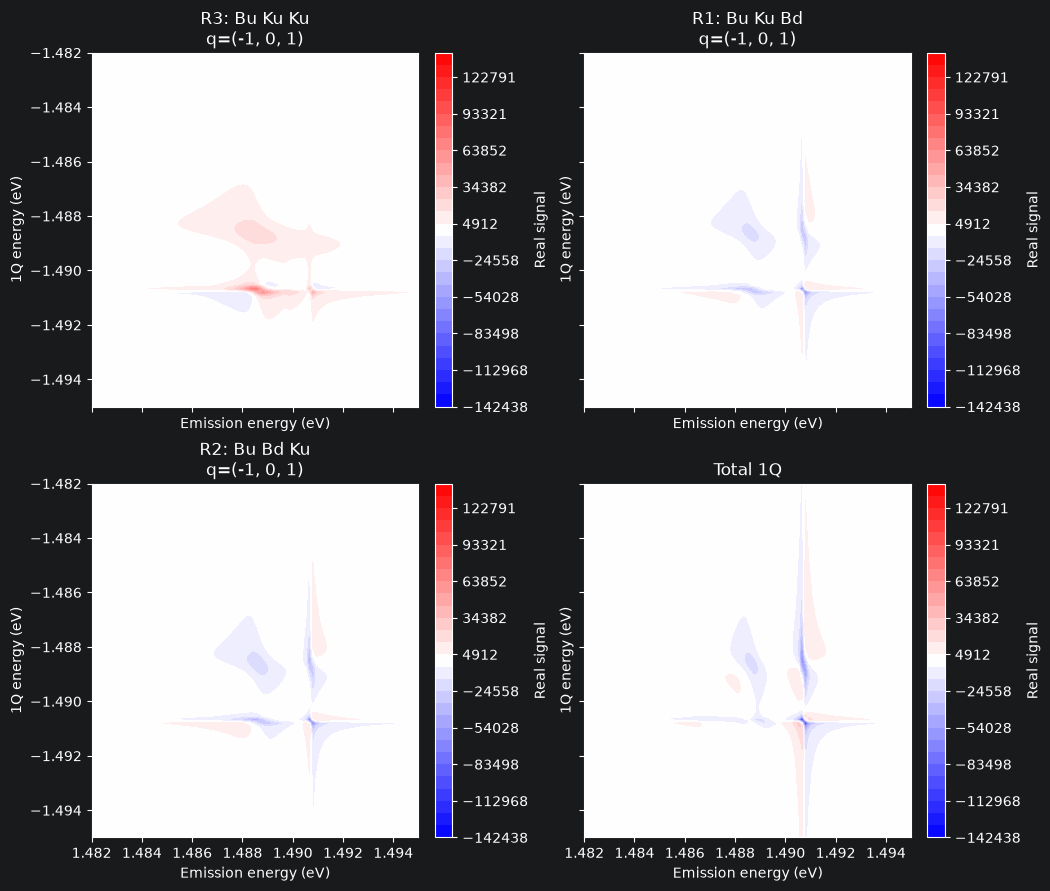 R3: Bu Ku Ku
q=(-1, 0, 1)
−1.482
−1.484
−1.486
−1.488
−1.490
−1.492
−1.494
1Q energy (eV)
Emission energy (eV)
122791
93321
63852
34382
4912
−24558
−54028
−83498
−112968
−142438
Real signal
R1: Bu Ku Bd
q=(-1, 0, 1)
1Q energy (eV)
Emission energy (eV)
122791
93321
63852
34382
4912
−24558
−54028
−83498
−112968
−142438
Real signal
R2: Bu Bd Ku
q=(-1, 0, 1)
−1.482
−1.484
−1.486
−1.488
−1.490
−1.492
−1.494
1Q energy (eV)
1.482 1.484 1.486 1.488 1.490 1.492 1.494
Emission energy (eV)
122791
93321
63852
34382
4912
−24558
−54028
−83498
−112968
−142438
Real signal
Total 1Q
1Q energy (eV)
1.482 1.484 1.486 1.488 1.490 1.492 1.494
Emission energy (eV)
122791
93321
63852
34382
4912
−24558
−54028
−83498
−112968
−142438
Real signal